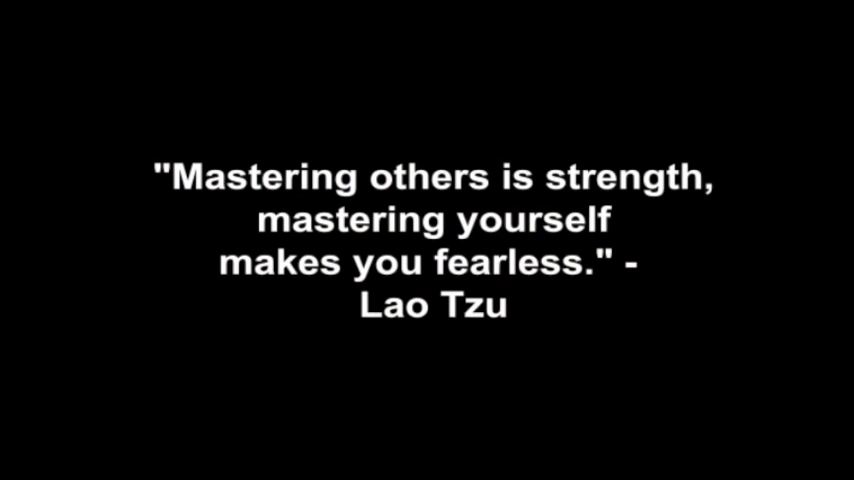 "Mastering others is strength,
mastering yourself
makes you fearless." -
Lao Tzu